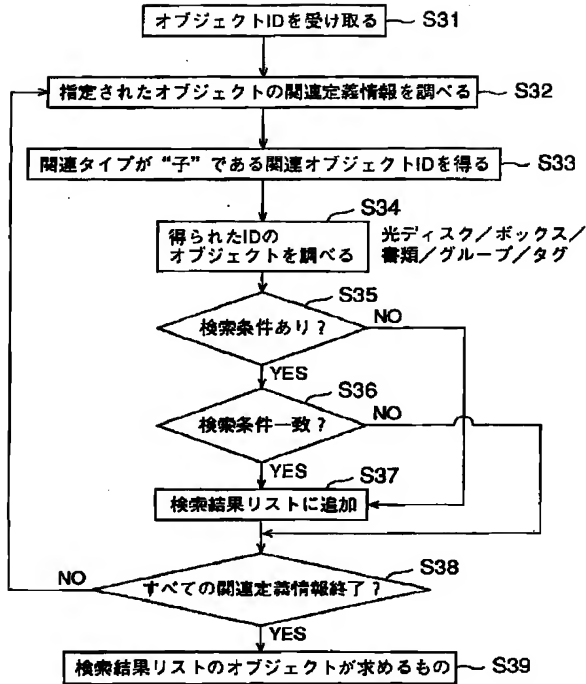 オブジェクトIDを受け取る S31
指定されたオブジェクトの関連定義情報を調べる S32
関連タイプが“子”である関連オブジェクトIDを得る S33
S34
得られたIDの
オブジェクトを調べる
光ディスク/ボックス/
書類/グループ/タグ
S35
検索条件あり?
NO
YES
S36
検索条件一致?
NO
YES
S37
検索結果リストに追加
S38
すべての関連定義情報終了?
NO
YES
検索結果リストのオブジェクトが求めるもの S39